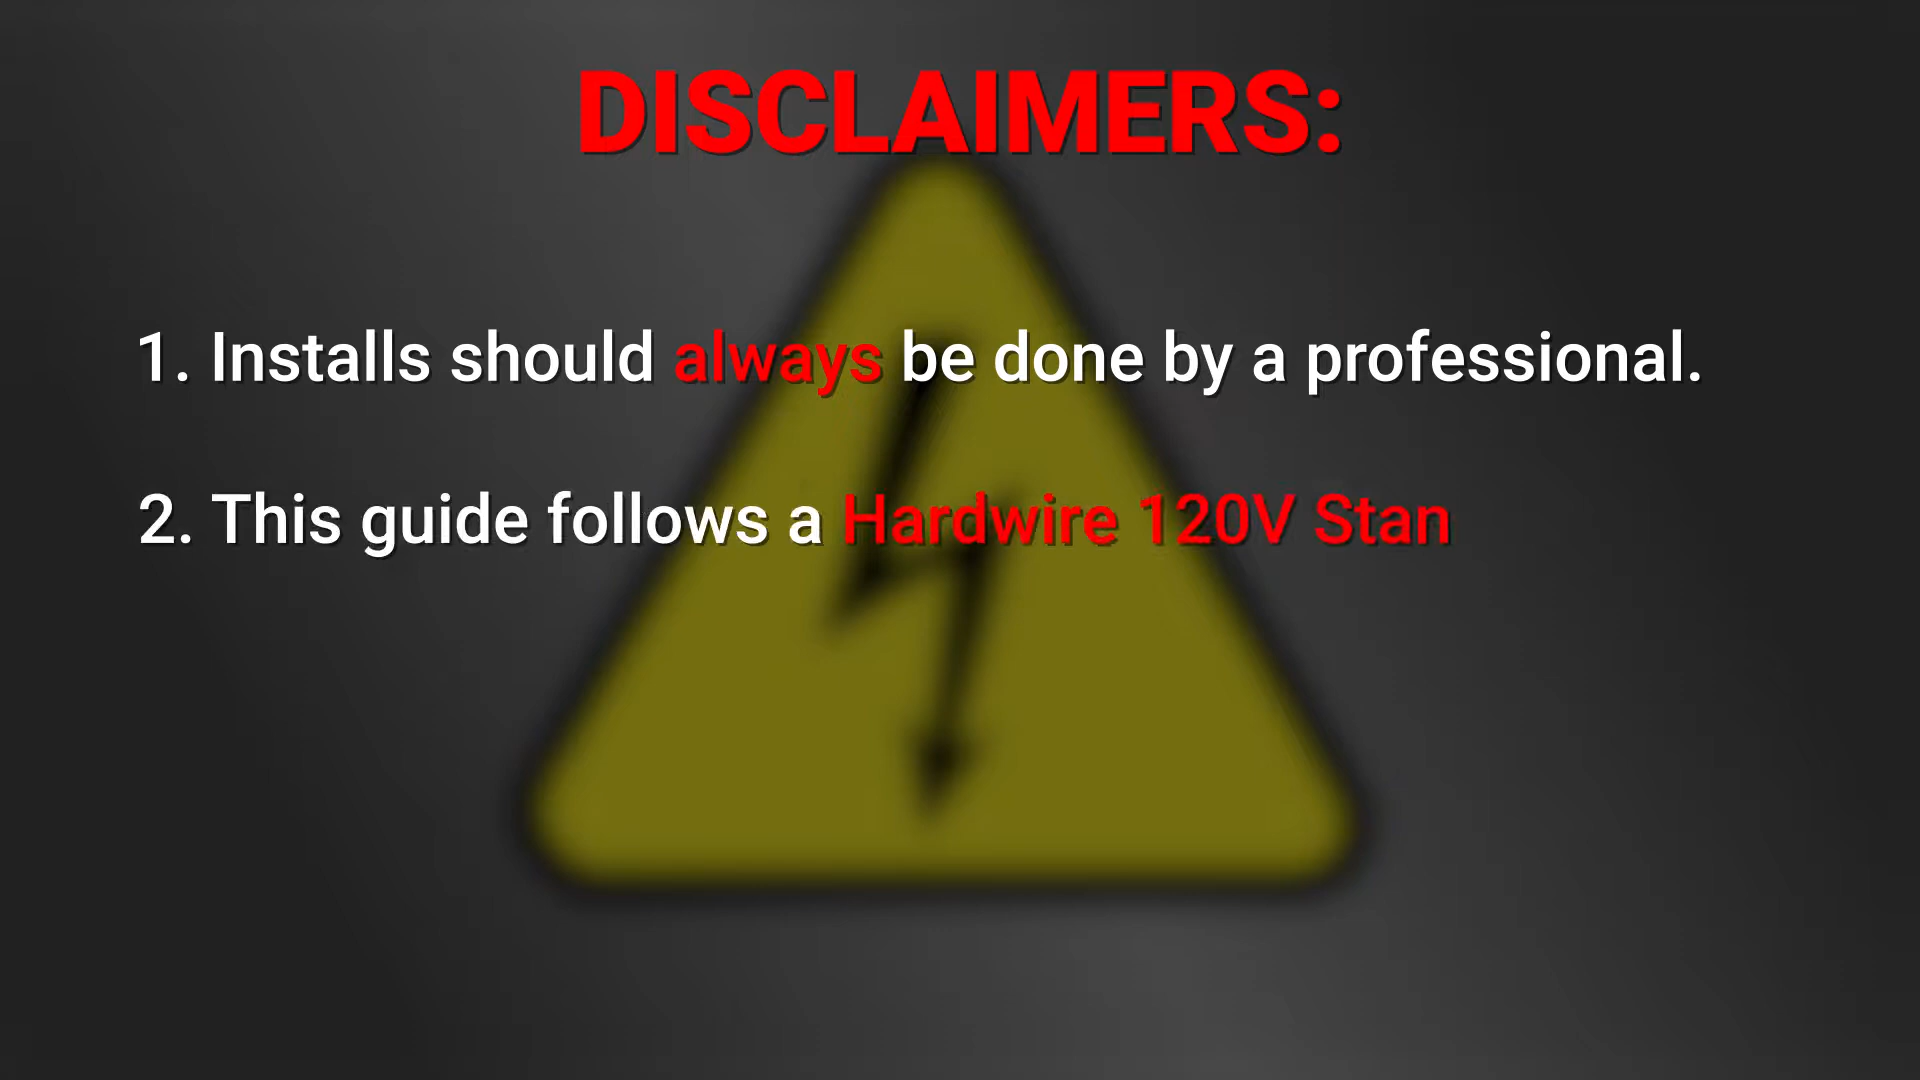 DISCLAIMERS:
1. Installs should always be done by a professional.
2. This guide follows a Hardwire 120V Stan